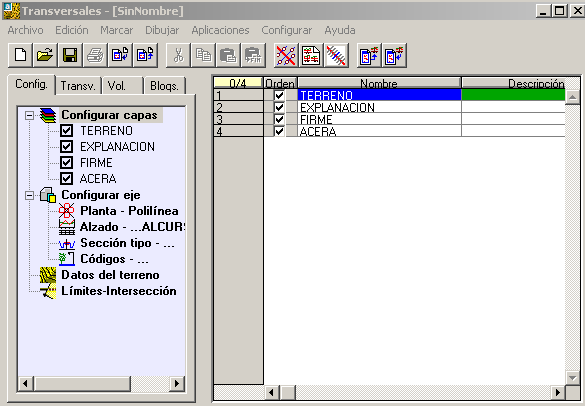 Transversales - [SinNombre]
Archivo Edición Marcar Dibujar Aplicaciones Configurar Ayuda
Config. Transv. Vol. Bloqs.
Configurar capas
TERRENO
EXPLANACION
FIRME
ACERA
Configurar eje
Planta - Polilínea
Alzado - ...ALCURS
Sección tipo - ...
Códigos - ...
Datos del terreno
Límites-Intersección
0/4 Orden Nombre Descripción
1 TERRENO
2 EXPLANACION
3 FIRME
4 ACERA